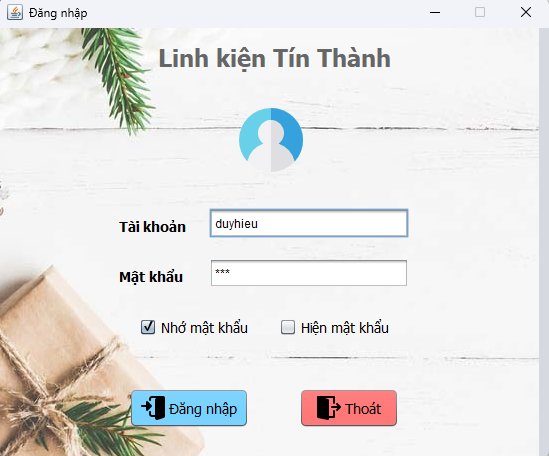 Đăng nhập
Linh kiện Tín Thành
Tài khoản
duyhieu
Mật khẩu
***
Nhớ mật khẩu
Hiện mật khẩu
Đăng nhập
Thoát